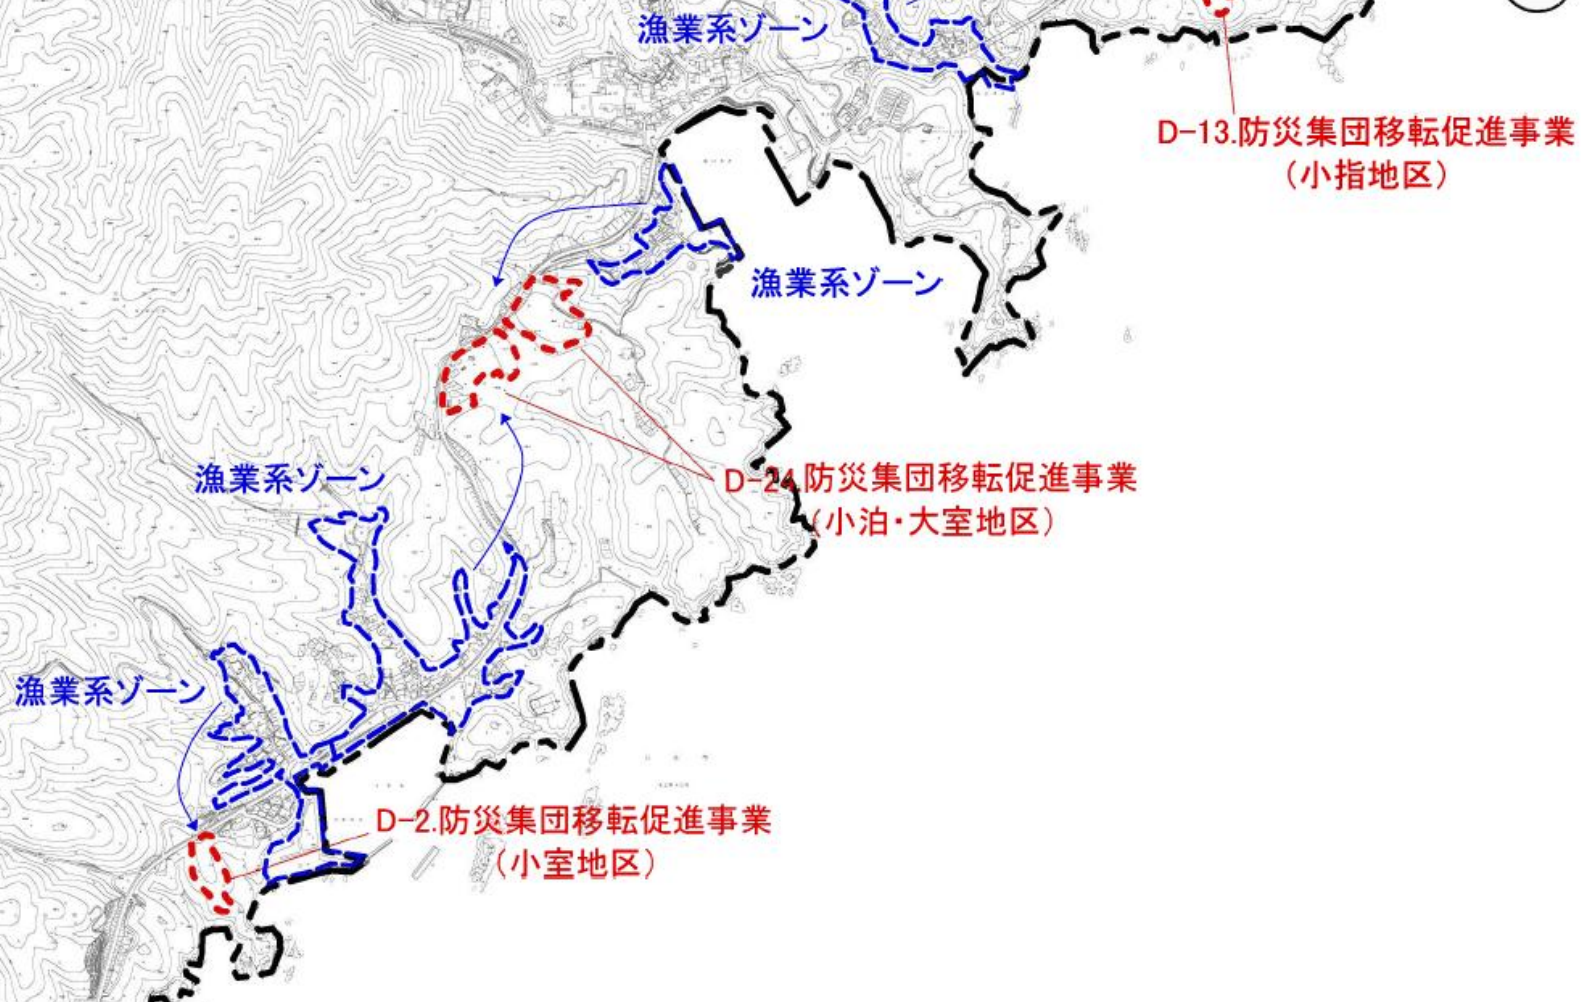 漁業系ゾーン
D-13.防災集団移転促進事業
(小指地区)
漁業系ゾーン
漁業系ゾーン
D-24.防災集団移転促進事業
(小泊・大室地区)
漁業系ゾーン
D-2.防災集団移転促進事業
(小室地区)